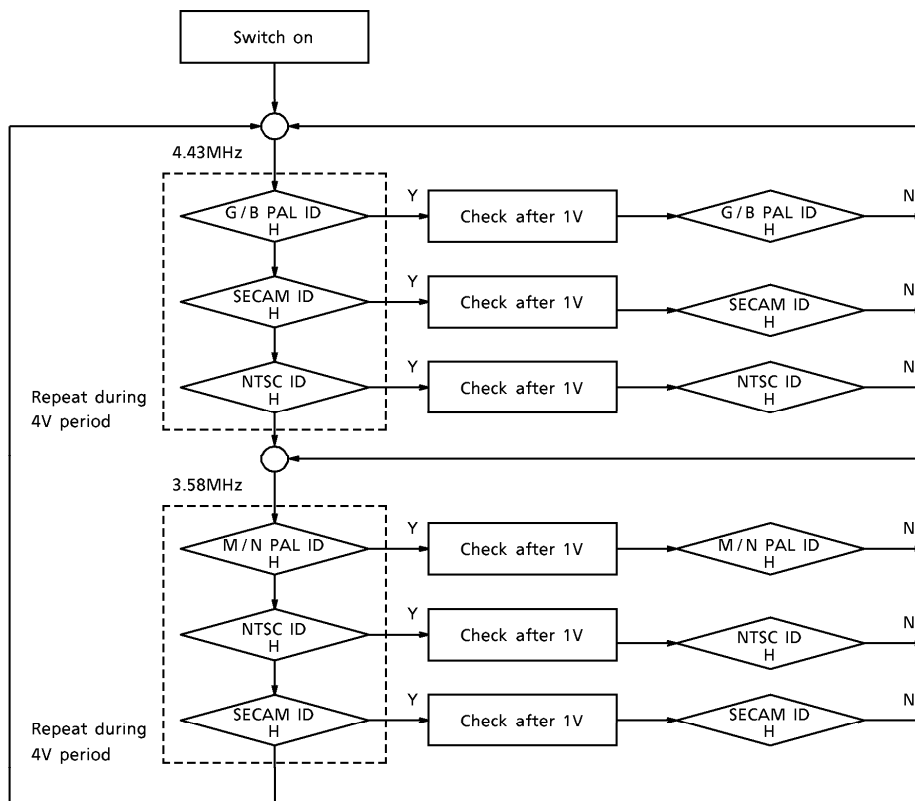 Switch on
4.43MHz
G/B PAL ID
H
Y
Check after 1V
G/B PAL ID
H
N
SECAM ID
H
Y
Check after 1V
SECAM ID
H
N
NTSC ID
H
Y
Check after 1V
NTSC ID
H
N
Repeat during
4V period
3.58MHz
M/N PAL ID
H
Y
Check after 1V
M/N PAL ID
H
N
NTSC ID
H
Y
Check after 1V
NTSC ID
H
N
SECAM ID
H
Y
Check after 1V
SECAM ID
H
N
Repeat during
4V period